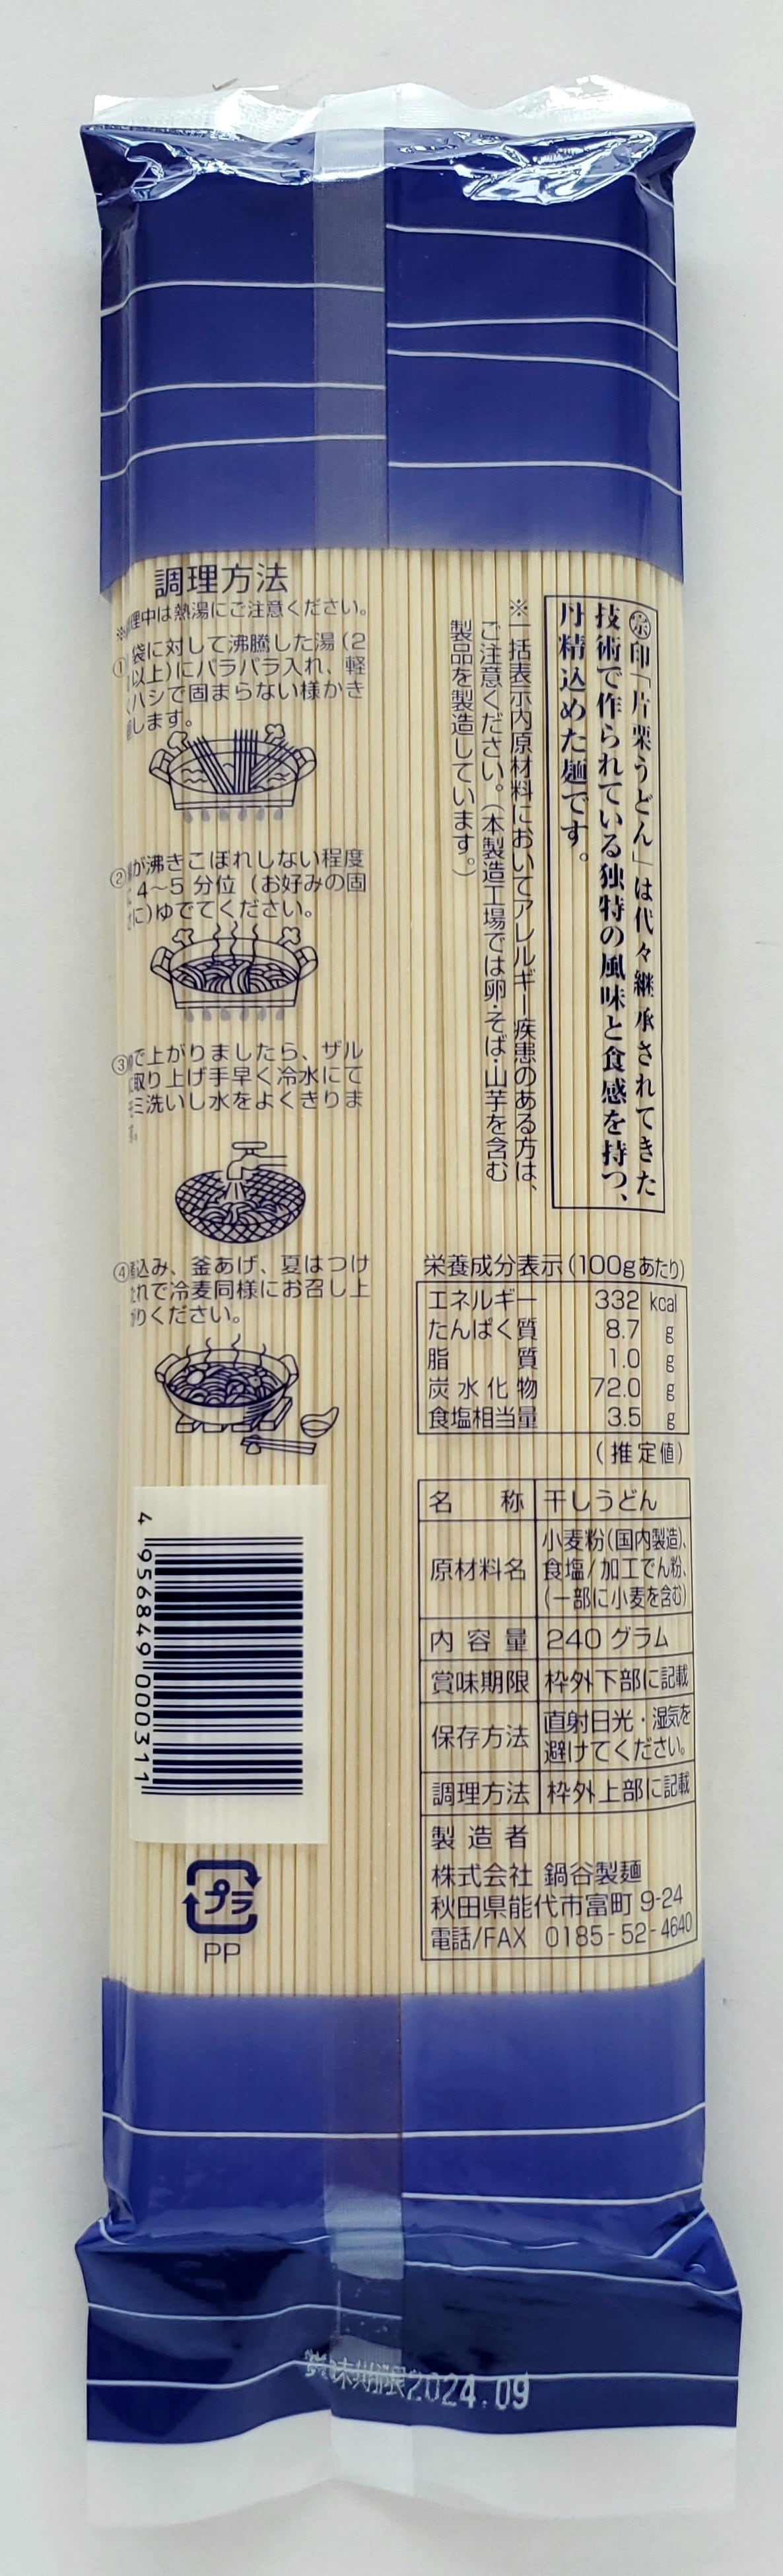 調理方法
※調理中は熱湯にご注意ください。
① 袋に対して沸騰した湯(2
以上)にバラバラ入れ、軽
くハシで固まらない様かき
します。
② が沸きこぼれしない程度
に 4〜5 分位 (お好みの固
さに)ゆでてください。
③ で上がりましたら、ザル
に取り上げ手早く冷水にて
モミ洗いし水をよくきりま
す。
④ 煮込み、釜あげ、夏はつけ
たれで冷麦同様にお召し上
がりください。
印「片栗うどん」は代々継承されてきた
技術で作られている独特の風味と食感を持つ、
丹精込めた麺です。
※一括表示内原材料においてアレルギー疾患のある方は、
ご注意ください。(本製造工場では卵・そば・山芋を含む
製品を製造しています。)
栄養成分表示(100gあたり)
エネルギー 332 kcal
たんぱく質 8.7 g
脂質 1.0 g
炭水化物 72.0 g
食塩相当量 3.5 g
(推定値)
名称 干しうどん
原材料名 小麦粉(国内製造)、
食塩/加工でん粉、
(一部に小麦を含む)
内容量 240 グラム
賞味期限 枠外下部に記載
保存方法 直射日光・湿気を
避けてください。
調理方法 枠外上部に記載
製造者
株式会社 鍋谷製麺
秋田県能代市富町 9-24
電話/FAX 0185-52-4640
4 956849 000311
プラ
PP
賞味期限2024.09